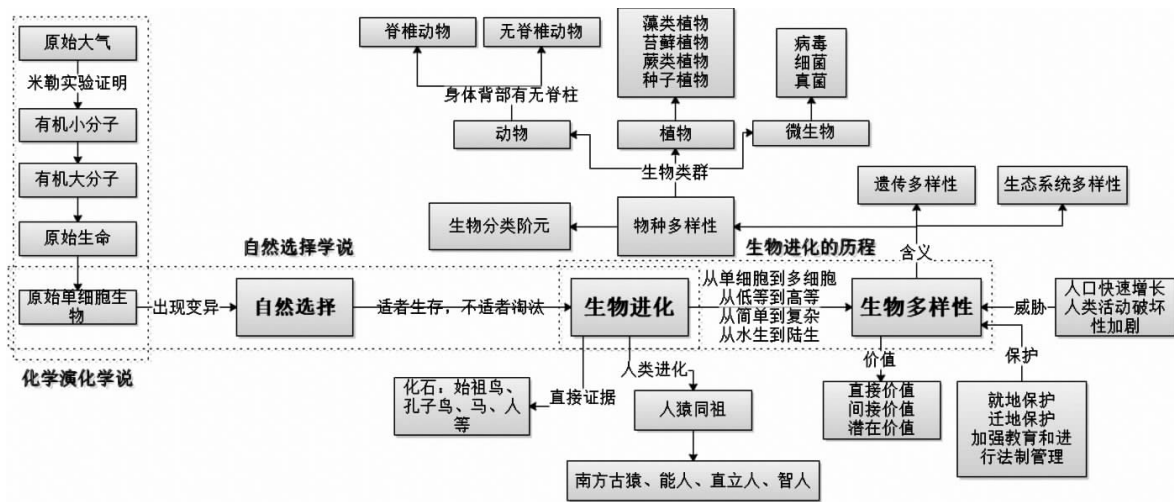 原始大气
米勒实验证明
有机小分子
有机大分子
原始生命
原始单细胞生
物
化学演化学说
出现变异
自然选择学说
自然选择
适者生存，不适者淘汰
脊椎动物
无脊椎动物
身体背部有无脊柱
动物
藻类植物
苔藓植物
蕨类植物
种子植物
植物
病毒
细菌
真菌
微生物
生物类群
生物分类阶元
物种多样性
遗传多样性
生态系统多样性
含义
生物进化的历程
生物进化
从单细胞到多细胞
从低等到高等
从简单到复杂
从水生到陆生
生物多样性
威胁
人口快速增长
人类活动破坏
性加剧
直接证据
化石：始祖鸟、
孔子鸟、马、人
等
人类进化
人猿同祖
南方古猿、能人、直立人、智人
价值
直接价值
间接价值
潜在价值
保护
就地保护
迁地保护
加强教育和进
行法制管理